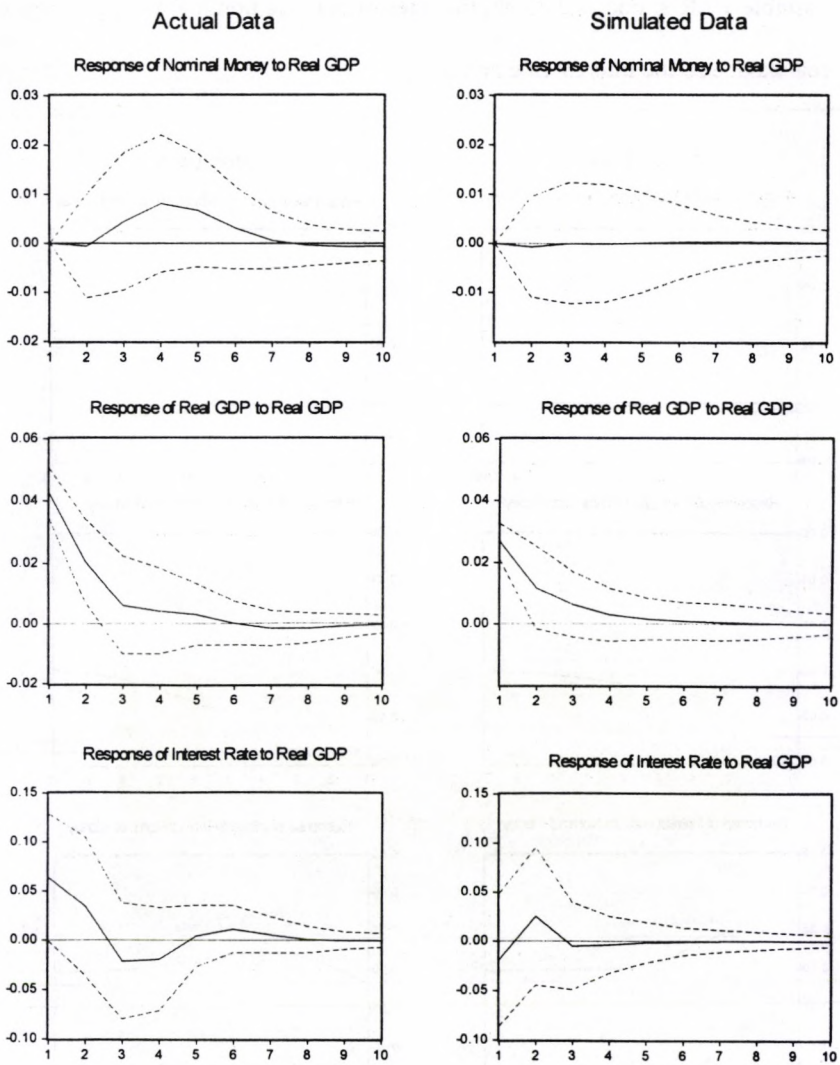 Actual Data
Simulated Data
Response of Nominal Money to Real GDP
0.03
0.02
0.01
0.00
-0.01
-0.02
1 2 3 4 5 6 7 8 9 10
Response of Nominal Money to Real GDP
0.03
0.02
0.01
0.00
-0.01
1 2 3 4 5 6 7 8 9 10
Response of Real GDP to Real GDP
0.06
0.04
0.02
0.00
-0.02
1 2 3 4 5 6 7 8 9 10
Response of Real GDP to Real GDP
0.06
0.04
0.02
0.00
1 2 3 4 5 6 7 8 9 10
Response of Interest Rate to Real GDP
0.15
0.10
0.05
0.00
-0.05
-0.10
1 2 3 4 5 6 7 8 9 10
Response of Interest Rate to Real GDP
0.15
0.10
0.05
0.00
-0.05
-0.10
1 2 3 4 5 6 7 8 9 10